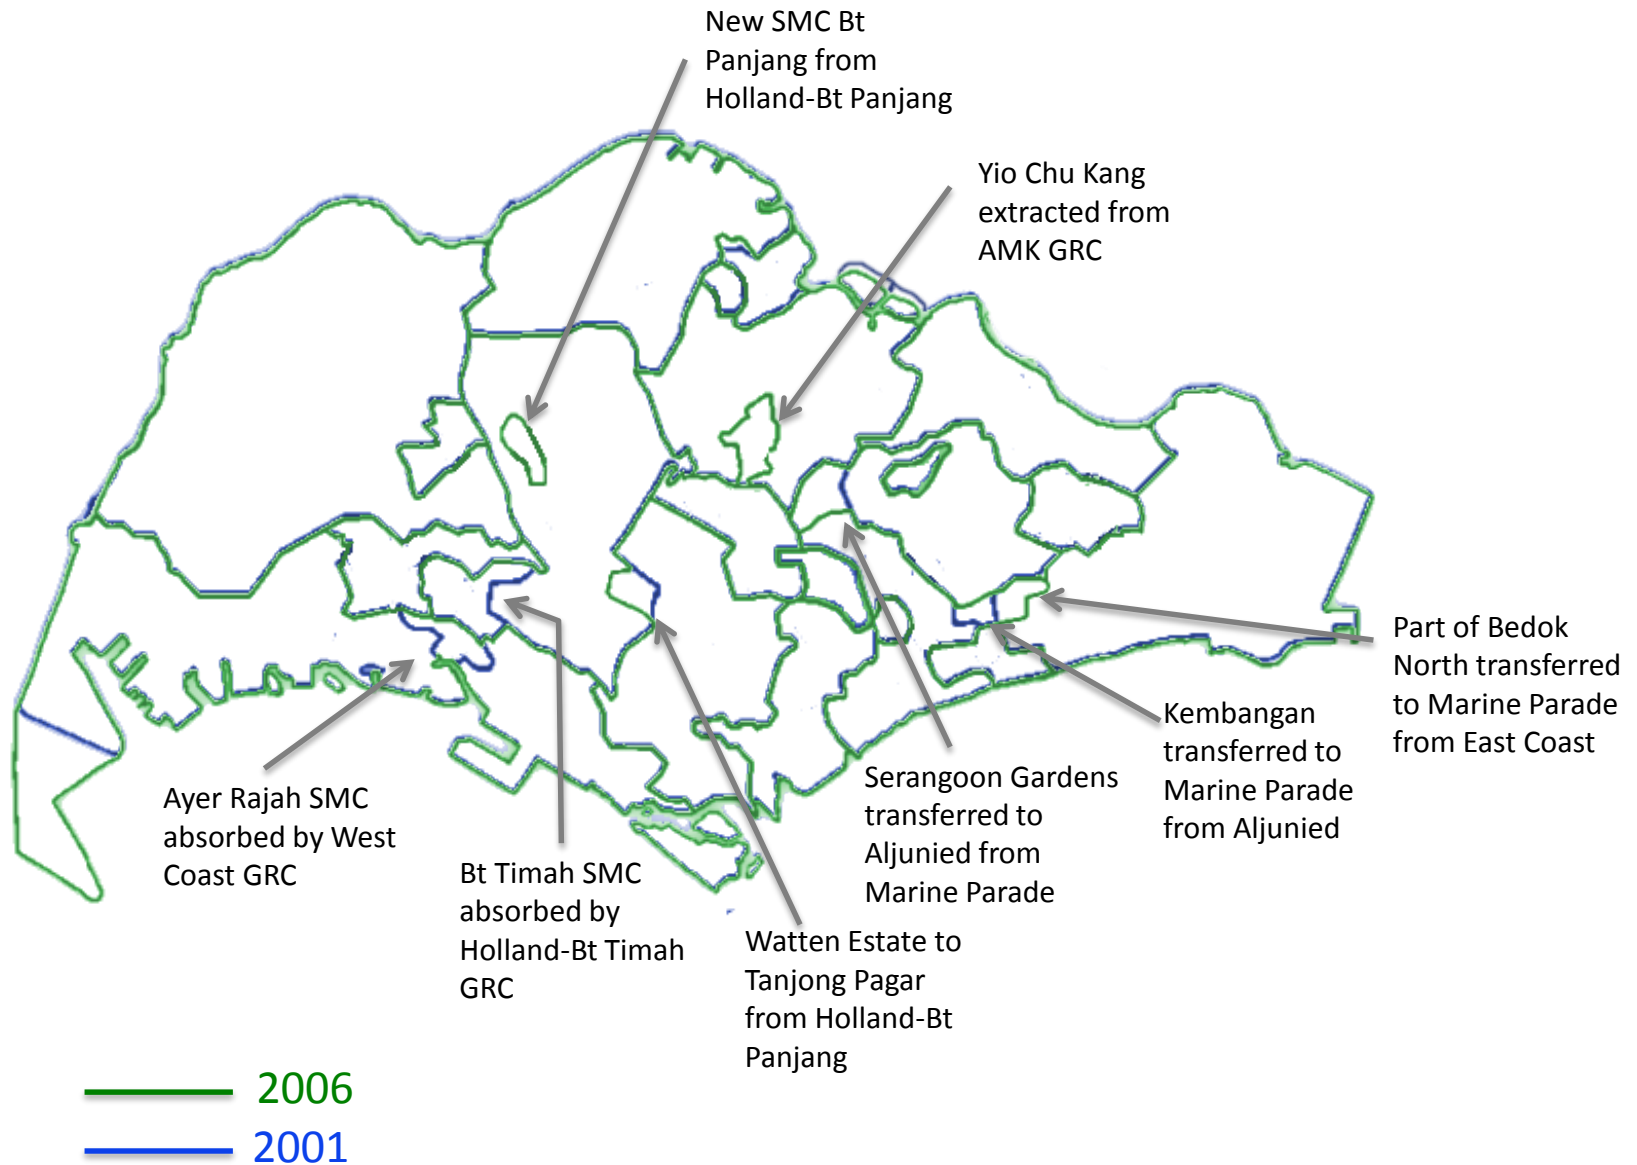 New SMC Bt
Panjang from
Holland-Bt Panjang
Yio Chu Kang
extracted from
AMK GRC
Part of Bedok
North transferred
to Marine Parade
from East Coast
Kembangan
transferred to
Marine Parade
from Aljunied
Serangoon Gardens
transferred to
Aljunied from
Marine Parade
Ayer Rajah SMC
absorbed by West
Coast GRC
Bt Timah SMC
absorbed by
Holland-Bt Timah
GRC
Watten Estate to
Tanjong Pagar
from Holland-Bt
Panjang
2006
2001